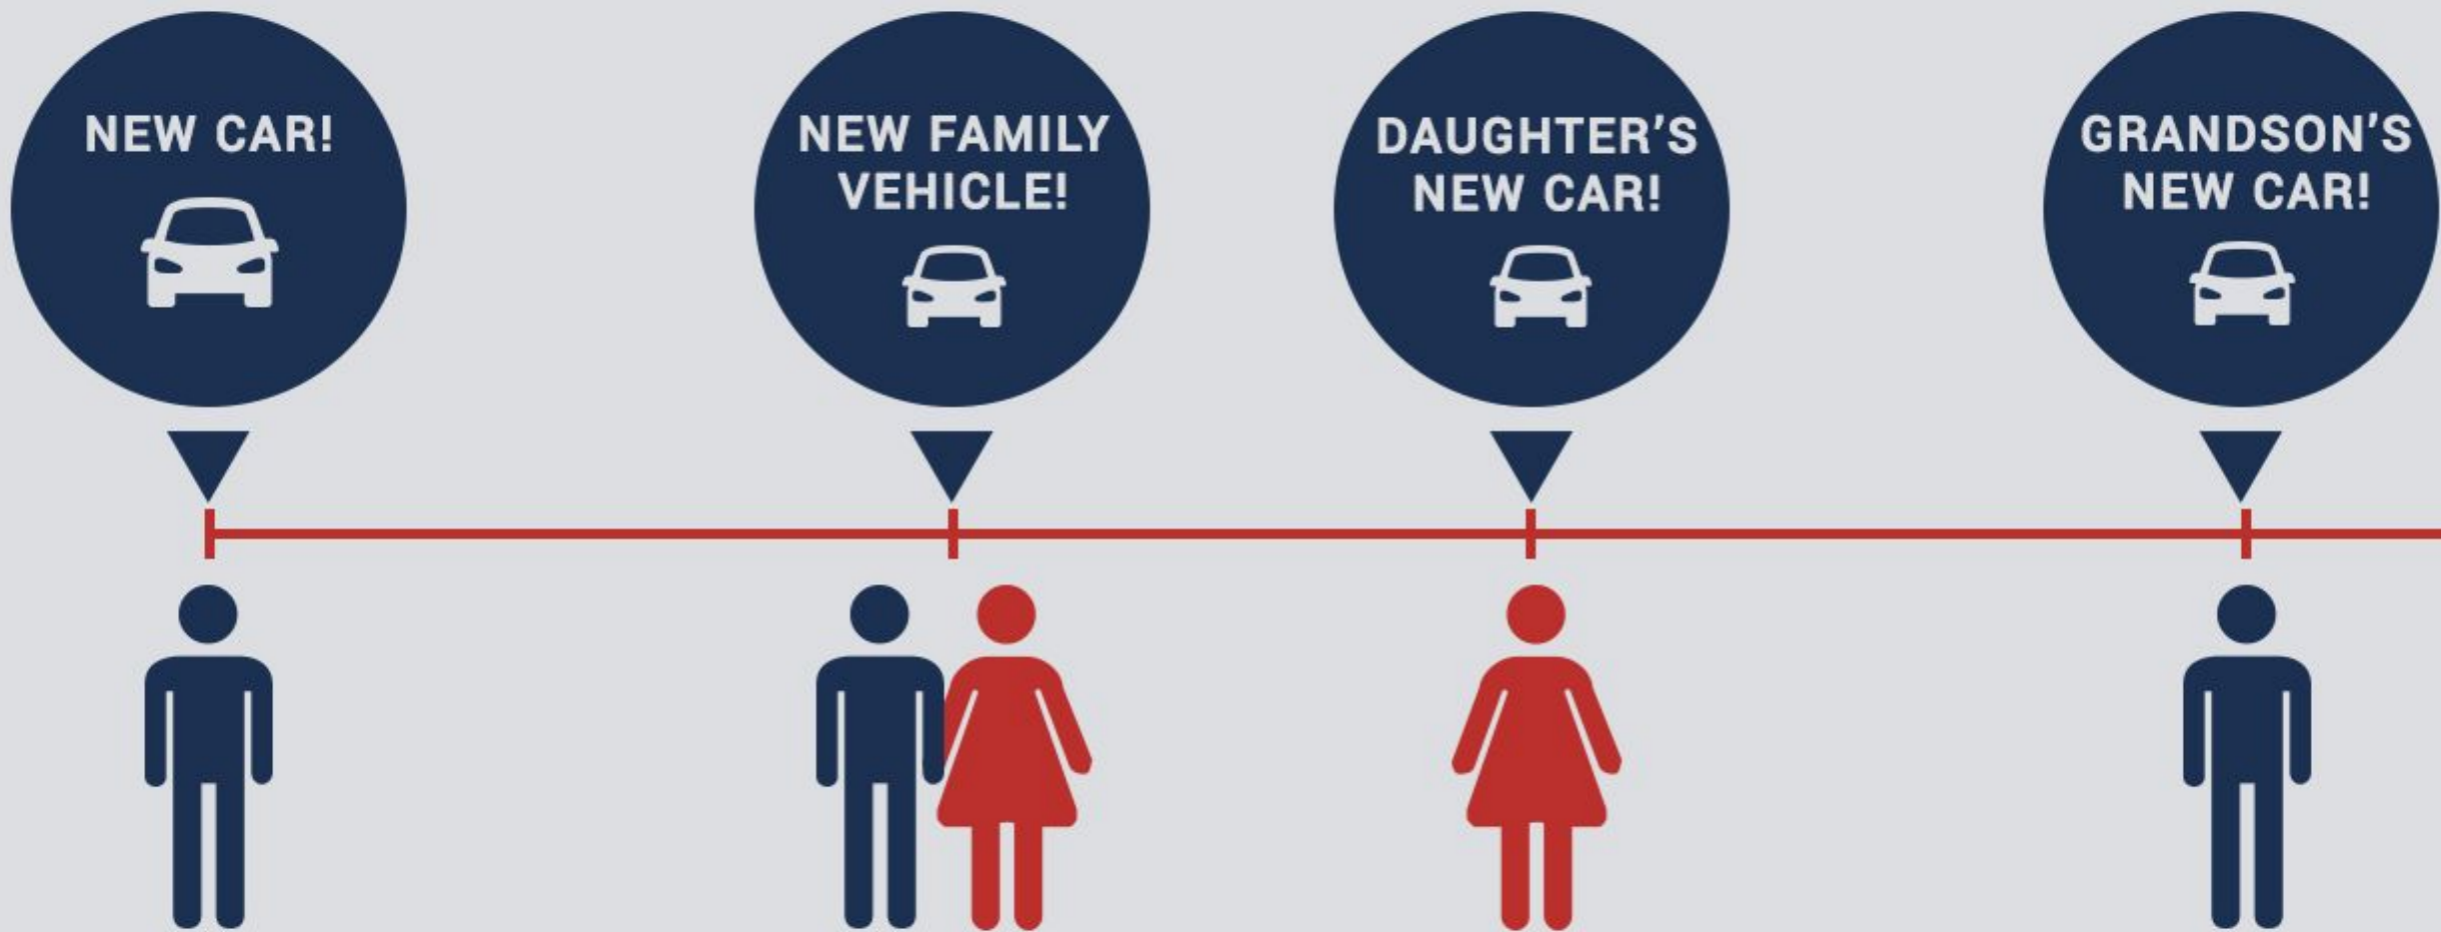 NEW CAR!
NEW FAMILY
VEHICLE!
DAUGHTER'S
NEW CAR!
GRANDSON'S
NEW CAR!